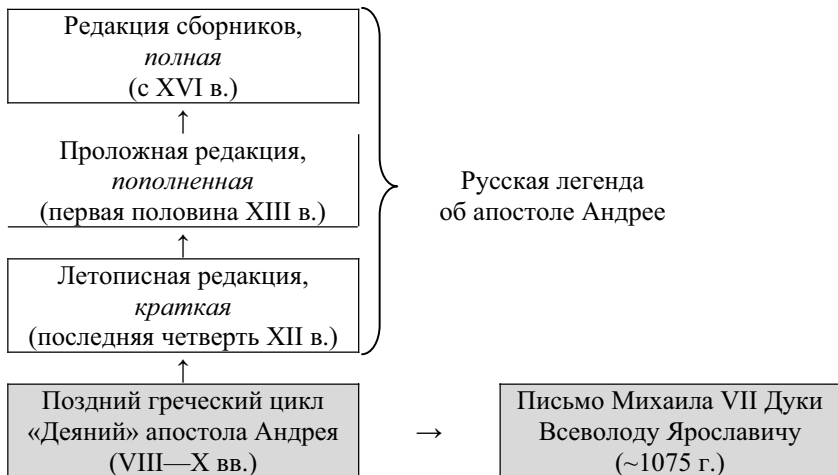 Редакция сборников,
полная
(с XVI в.)
↑
Проложная редакция,
пополненная
(первая половина XIII в.)
↑
Летописная редакция,
краткая
(последняя четверть XII в.)
↑
Поздний греческий цикл
«Деяний» апостола Андрея
(VIII—X вв.)
→
Письмо Михаила VII Дуки
Всеволоду Ярославичу
(~1075 г.)
Русская легенда
об апостоле Андрее